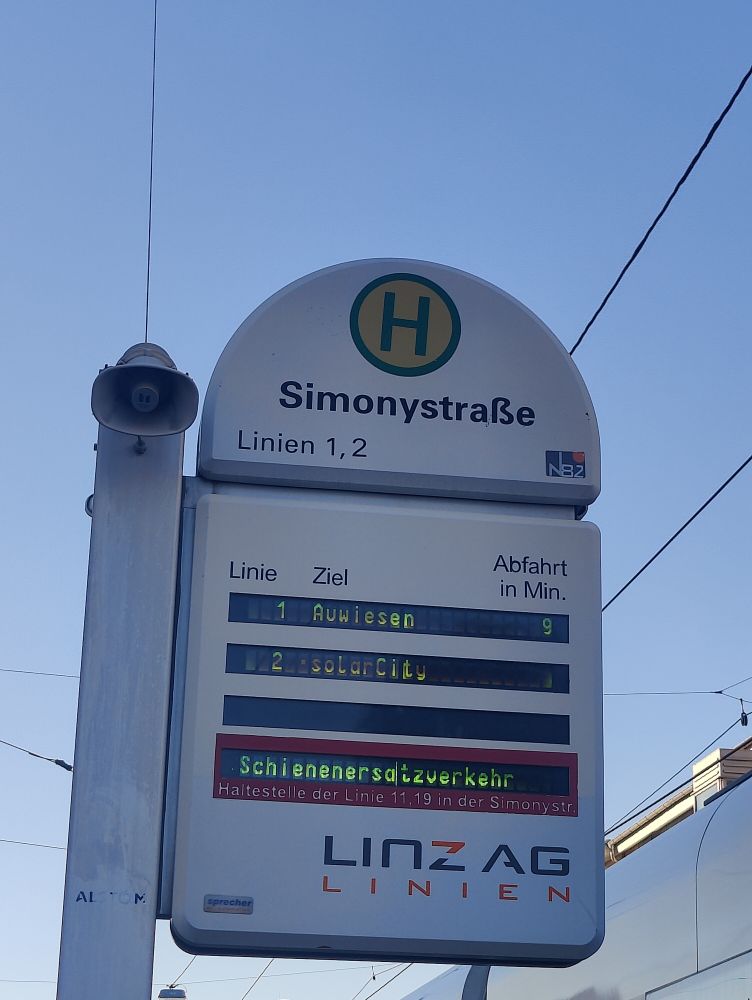 H
Simonystraße
Linien 1, 2
N82
Linie Ziel Abfahrt in Min.
1 Auwiesen 9
2 solarCity
Schienenersatzverkehr
Haltestelle der Linie 11,19 in der Simonystr.
LINZ AG
LINIEN
sprecher
ALSTOM